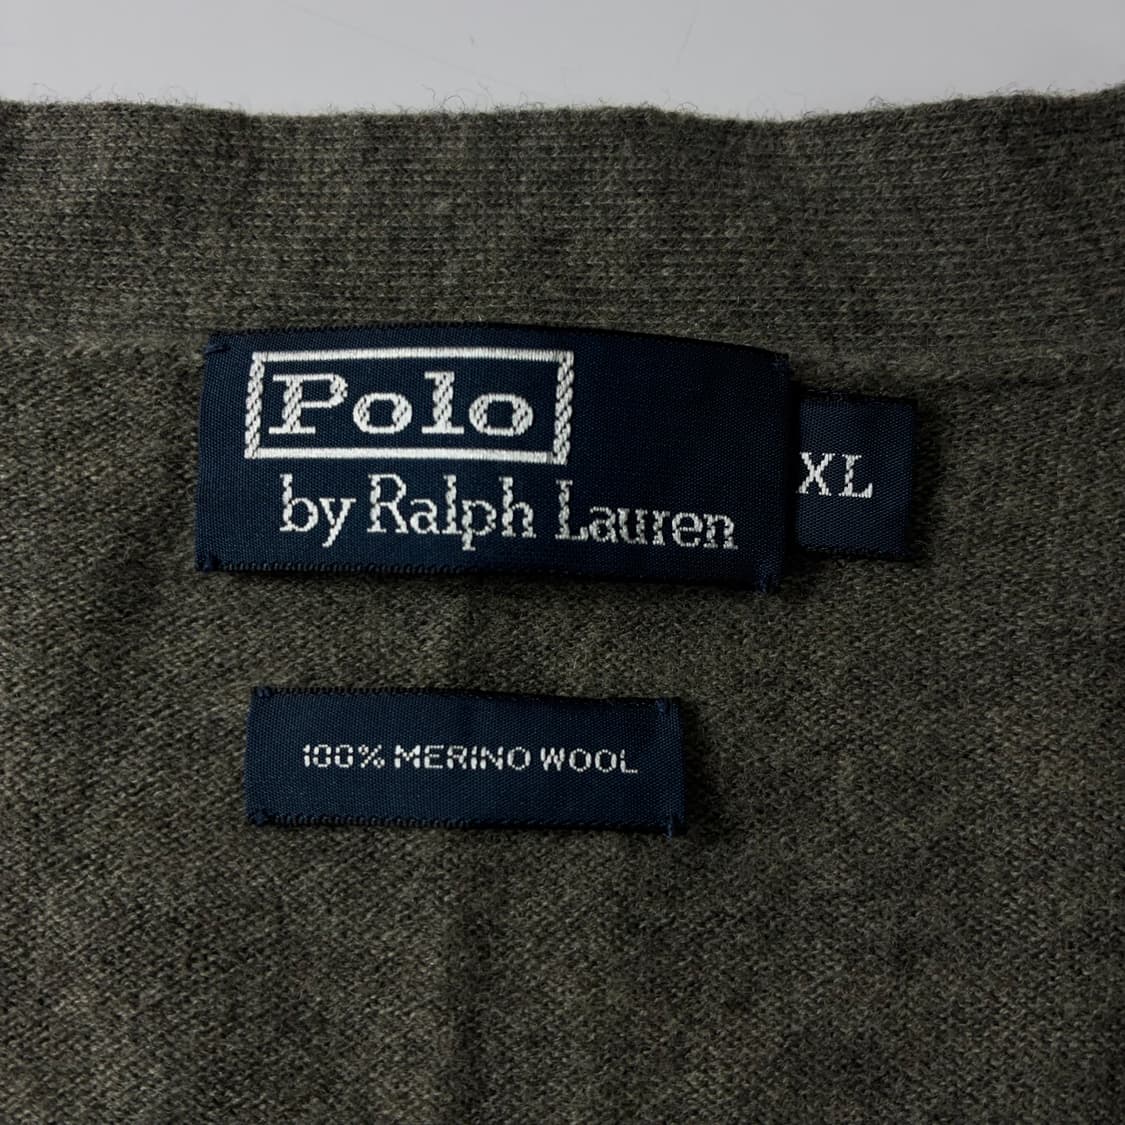 Polo
by Ralph Lauren
XL
100% MERINO WOOL